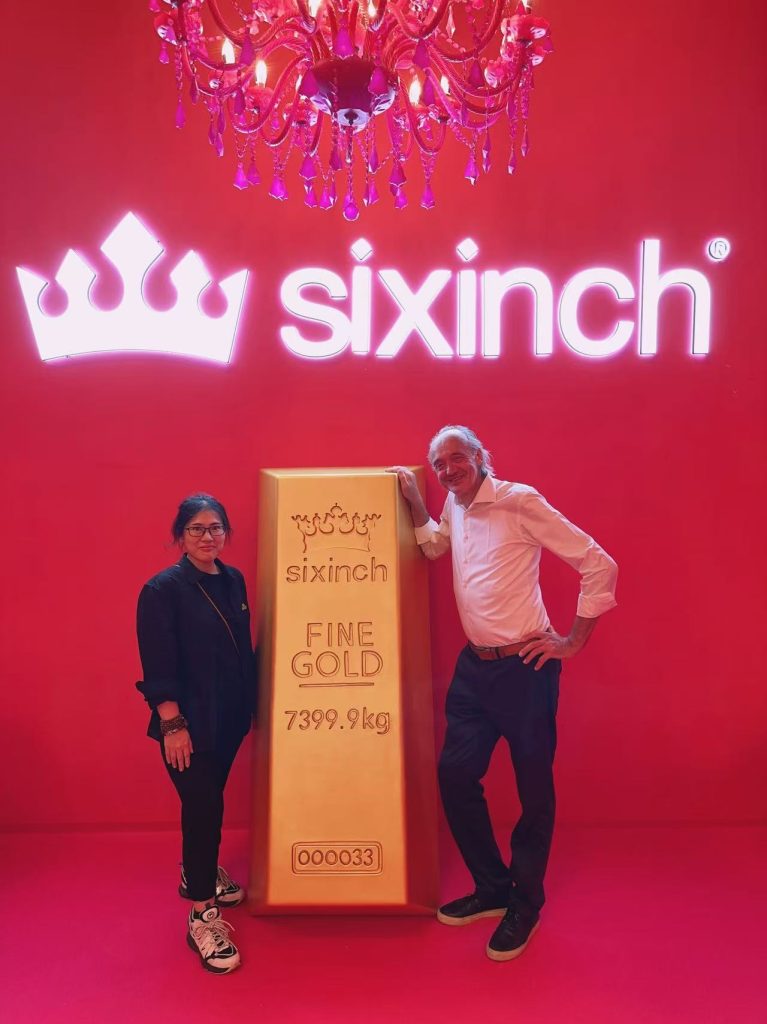 sixinch®
sixinch
FINE
GOLD
7399.9kg
000033